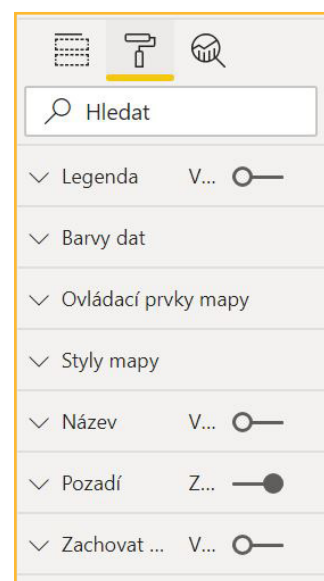 Hledat
Legenda V...
Barvy dat
Ovládací prvky mapy
Styly mapy
Název V...
Pozadí Z...
Zachovat ... V...